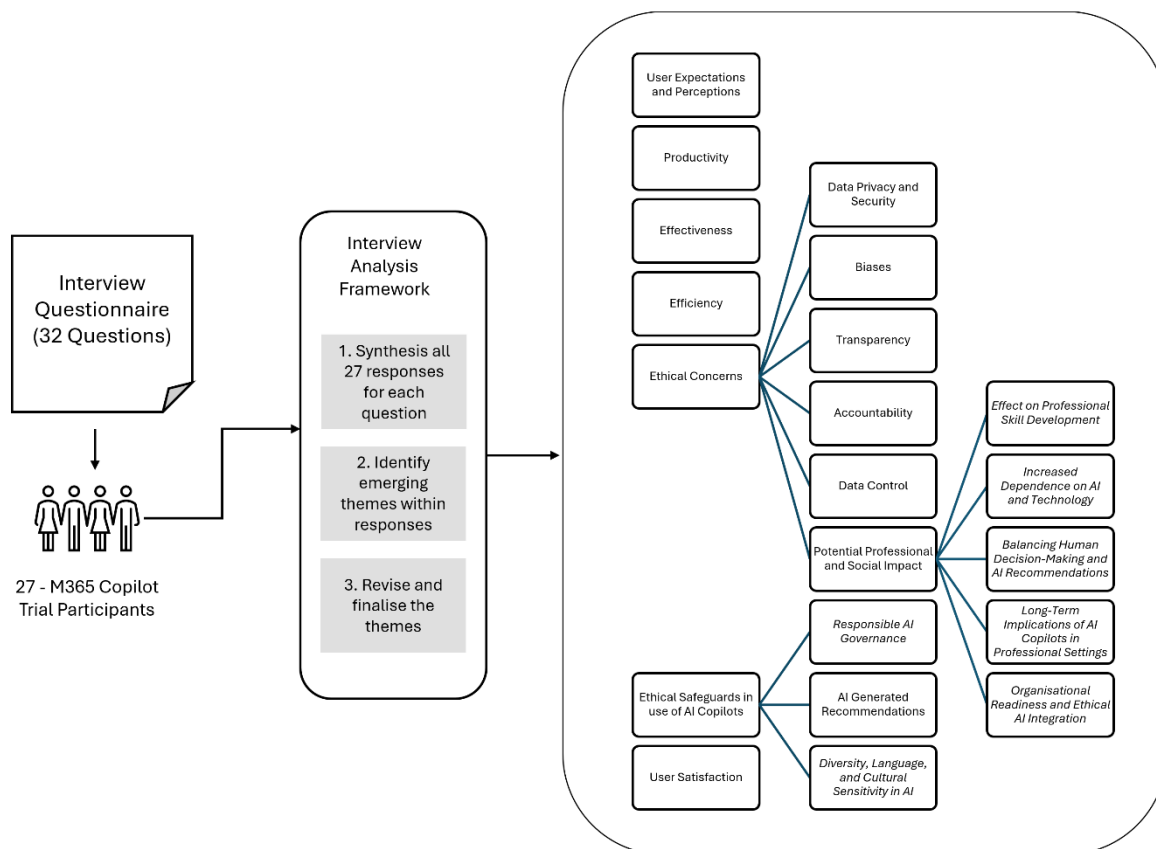 Interview
Questionnaire
(32 Questions)
27 - M365 Copilot
Trial Participants
Interview
Analysis
Framework
1. Synthesis all
27 responses
for each
question
2. Identify
emerging
themes within
responses
3. Revise and
finalise the
themes
User Expectations
and Perceptions
Productivity
Effectiveness
Efficiency
Ethical Concerns
Data Privacy and
Security
Biases
Transparency
Accountability
Data Control
Potential Professional
and Social Impact
Effect on Professional
Skill Development
Increased
Dependence on AI
and Technology
Balancing Human
Decision-Making and
AI Recommendations
Long-Term
Implications of AI
Copilots in
Professional Settings
Organisational
Readiness and Ethical
AI Integration
Ethical Safeguards in
use of AI Copilots
Responsible AI
Governance
AI Generated
Recommendations
Diversity, Language,
and Cultural
Sensitivity in AI
User Satisfaction